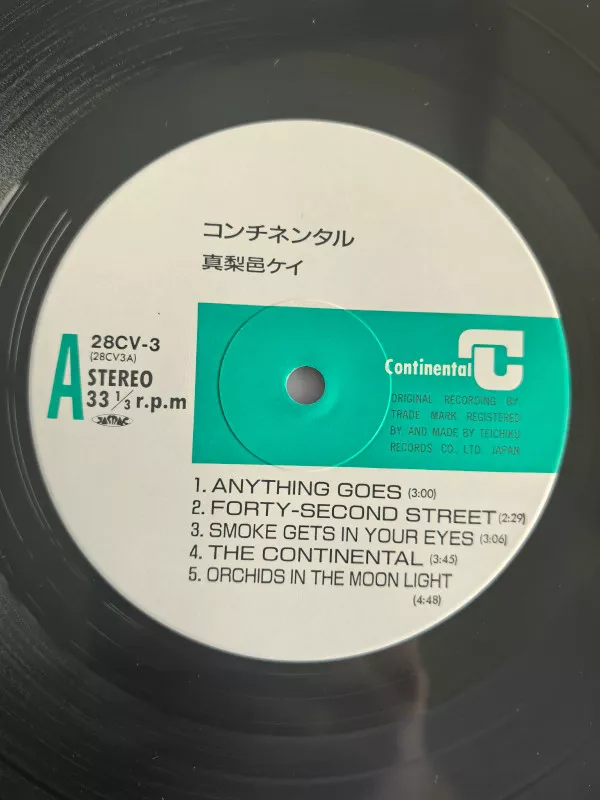 コンチネンタル
真梨邑ケイ
A
28CV-3
(28CV3A)
STEREO
33 1/3 r.p.m
JASRAC
Continental
ORIGINAL RECORDING BY.
TRADE MARK REGISTERED
BY, AND MADE BY TEICHIKU
RECORDS CO., LTD. JAPAN
1. ANYTHING GOES (3:00)
2. FORTY-SECOND STREET (2:29)
3. SMOKE GETS IN YOUR EYES (3:06)
4. THE CONTINENTAL (3:45)
5. ORCHIDS IN THE MOON LIGHT
(4:48)